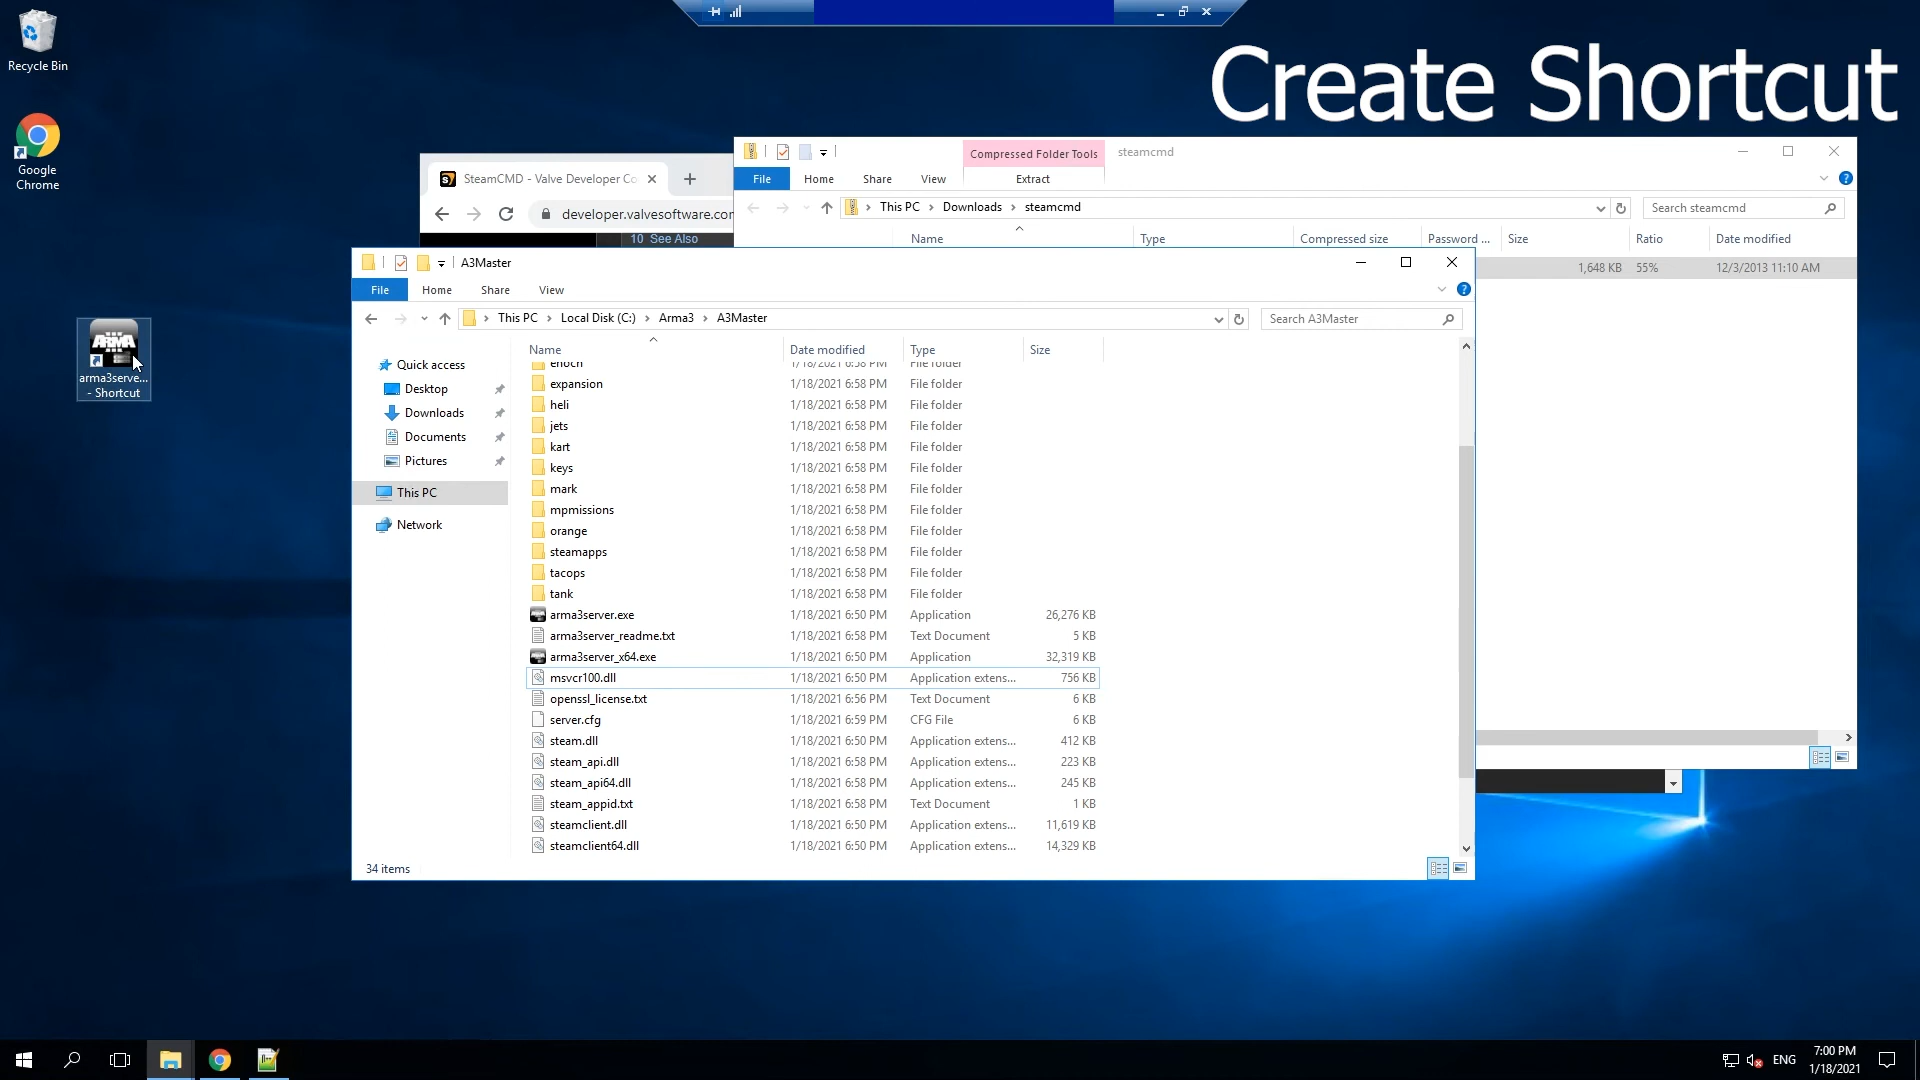 Recycle Bin
Google
Chrome
Create Shortcut
Compressed Folder Tools
steamcmd
SteamCMD - Valve Developer Co
File
Home
Share
View
Extract
developer.valvesoftware.com
This PC
Downloads
steamcmd
Search steamcmd
10 See Also
Name
Type
Compressed size
Password ...
Size
Ratio
Date modified
1,648 KB
55%
12/3/2013 11:10 AM
A3Master
File
Home
Share
View
This PC
Local Disk (C:)
Arma3
A3Master
Search A3Master
ARMA
arma3serve...
- Shortcut
Quick access
Desktop
Downloads
Documents
Pictures
This PC
Network
Name Date modified Type Size
enoch 1/18/2021 6:58 PM File folder
expansion 1/18/2021 6:58 PM File folder
heli 1/18/2021 6:58 PM File folder
jets 1/18/2021 6:58 PM File folder
kart 1/18/2021 6:58 PM File folder
keys 1/18/2021 6:58 PM File folder
mark 1/18/2021 6:58 PM File folder
mpmissions 1/18/2021 6:58 PM File folder
orange 1/18/2021 6:58 PM File folder
steamapps 1/18/2021 6:58 PM File folder
tacops 1/18/2021 6:58 PM File folder
tank 1/18/2021 6:58 PM File folder
arma3server.exe 1/18/2021 6:50 PM Application 26,276 KB
arma3server_readme.txt 1/18/2021 6:58 PM Text Document 5 KB
arma3server_x64.exe 1/18/2021 6:50 PM Application 32,319 KB
msvcr100.dll 1/18/2021 6:50 PM Application extens... 756 KB
openssl_license.txt 1/18/2021 6:56 PM Text Document 6 KB
server.cfg 1/18/2021 6:59 PM CFG File 6 KB
steam.dll 1/18/2021 6:50 PM Application extens... 412 KB
steam_api.dll 1/18/2021 6:58 PM Application extens... 223 KB
steam_api64.dll 1/18/2021 6:58 PM Application extens... 245 KB
steam_appid.txt 1/18/2021 6:58 PM Text Document 1 KB
steamclient.dll 1/18/2021 6:50 PM Application extens... 11,619 KB
steamclient64.dll 1/18/2021 6:50 PM Application extens... 14,329 KB
34 items
ENG
7:00 PM
1/18/2021